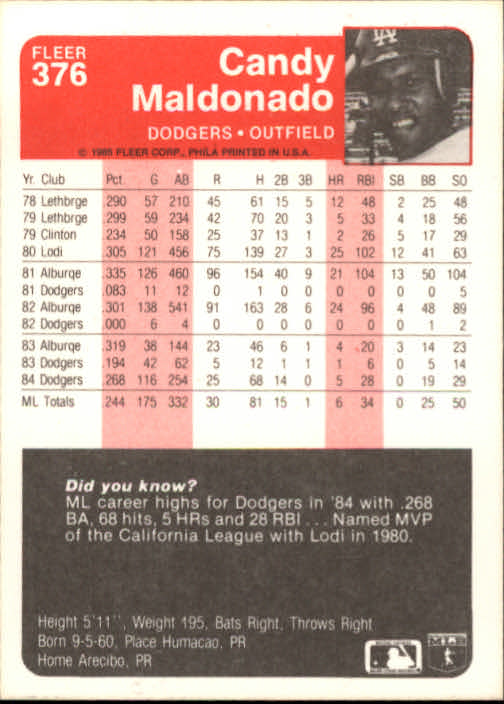 FLEER
376
Candy
Maldonado
DODGERS • OUTFIELD
© 1985 FLEER CORP., PHILA PRINTED IN U.S.A.
Yr. Club Pct. G AB R H 2B 3B HR RBI SB BB SO
78 Lethbrge .290 57 210 45 61 15 5 12 48 2 25 48
79 Lethbrge .299 59 234 42 70 20 3 5 33 4 18 56
79 Clinton .234 50 158 25 37 13 1 2 26 5 17 29
80 Lodi .305 121 456 75 139 27 3 25 102 12 41 63
81 Alburqe .335 126 460 96 154 40 9 21 104 13 50 104
81 Dodgers .083 11 12 0 1 0 0 0 0 0 0 5
82 Alburqe .301 138 541 91 163 28 6 24 96 4 48 89
82 Dodgers .000 6 4 0 0 0 0 0 0 0 1 2
83 Alburqe .319 38 144 23 46 6 1 4 20 3 14 23
83 Dodgers .194 42 62 5 12 1 1 1 6 0 5 14
84 Dodgers .268 116 254 25 68 14 0 5 28 0 19 29
ML Totals .244 175 332 30 81 15 1 6 34 0 25 50
Did you know?
ML career highs for Dodgers in '84 with .268
BA, 68 hits, 5 HRs and 28 RBI . . . Named MVP
of the California League with Lodi in 1980.
Height 5'11", Weight 195, Bats Right, Throws Right
Born 9-5-60, Place Humacao, PR
Home Arecibo, PR